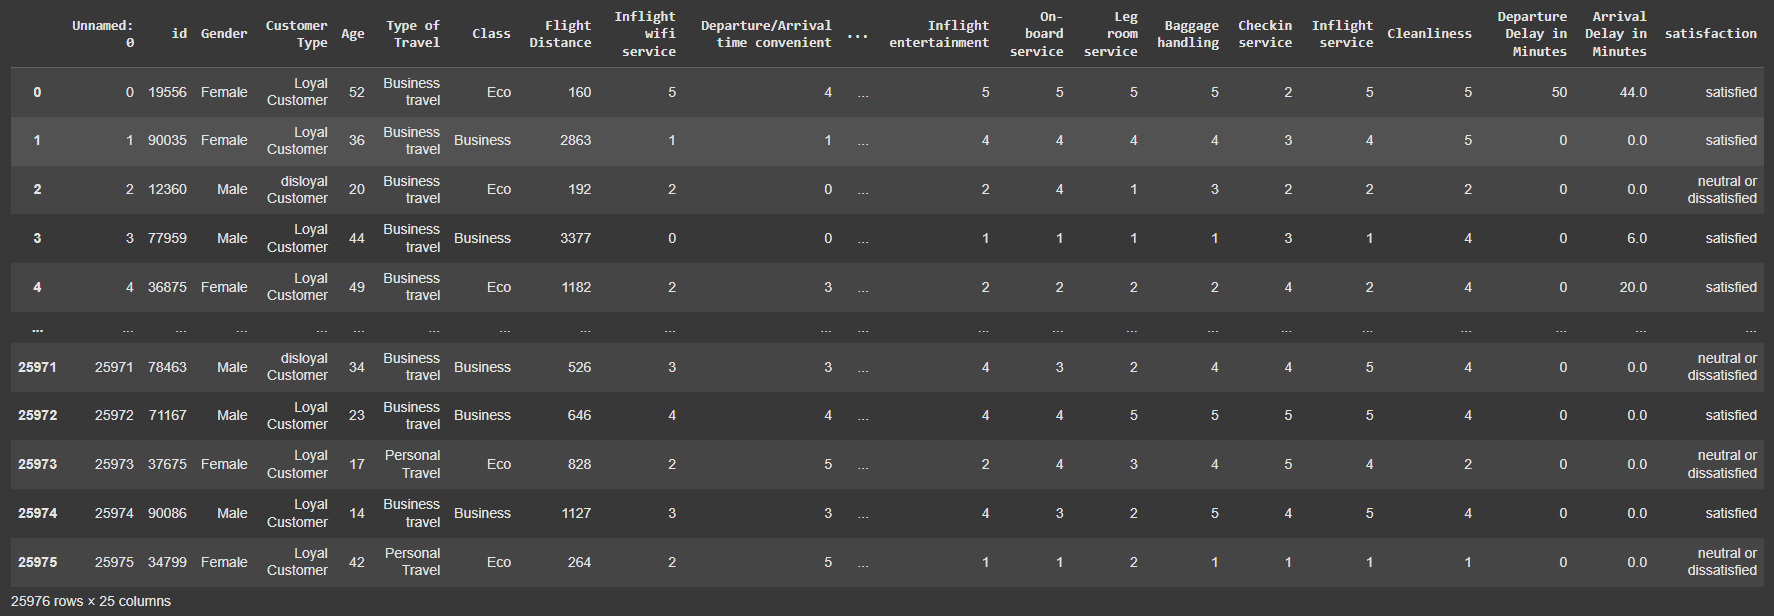 Unnamed: 0 id Gender Customer Type Age Type of Travel Class Flight Distance Inflight wifi service Departure/Arrival time convenient ... Inflight entertainment On-board service Leg room service Baggage handling Checkin service Inflight service Cleanliness Departure Delay in Minutes Arrival Delay in Minutes satisfaction
0 0 19556 Female Loyal Customer 52 Business travel Eco 160 5 4 ... 5 5 5 5 2 5 5 50 44.0 satisfied
1 1 90035 Female Loyal Customer 36 Business travel Business 2863 1 1 ... 4 4 4 4 3 4 5 0 0.0 satisfied
2 2 12360 Male disloyal Customer 20 Business travel Eco 192 2 0 ... 2 4 1 3 2 2 2 0 0.0 neutral or dissatisfied
3 3 77959 Male Loyal Customer 44 Business travel Business 3377 0 0 ... 1 1 1 1 3 1 4 0 6.0 satisfied
4 4 36875 Female Loyal Customer 49 Business travel Eco 1182 2 3 ... 2 2 2 2 4 2 4 0 20.0 satisfied
... ... ... ... ... ... ... ... ... ... ... ... ... ... ... ... ... ... ... ... ... ...
25971 25971 78463 Male disloyal Customer 34 Business travel Business 526 3 3 ... 4 3 2 4 4 5 4 0 0.0 neutral or dissatisfied
25972 25972 71167 Male Loyal Customer 23 Business travel Business 646 4 4 ... 4 4 5 5 5 5 4 0 0.0 satisfied
25973 25973 37675 Female Loyal Customer 17 Personal Travel Eco 828 2 5 ... 2 4 3 4 5 4 2 0 0.0 neutral or dissatisfied
25974 25974 90086 Male Loyal Customer 14 Business travel Business 1127 3 3 ... 4 3 2 5 4 5 4 0 0.0 satisfied
25975 25975 34799 Female Loyal Customer 42 Personal Travel Eco 264 2 5 ... 1 1 2 1 1 1 1 0 0.0 neutral or dissatisfied
25976 rows × 25 columns